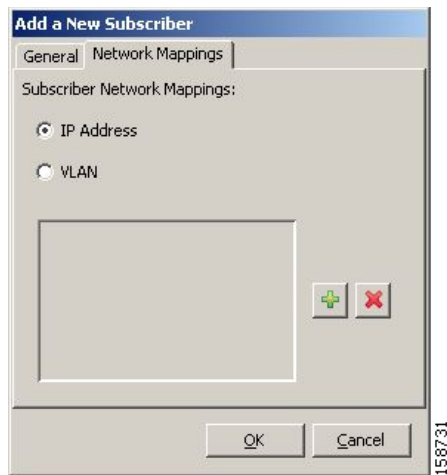 Add a New Subscriber
General Network Mappings
Subscriber Network Mappings:
IP Address
VLAN
OK Cancel
158731